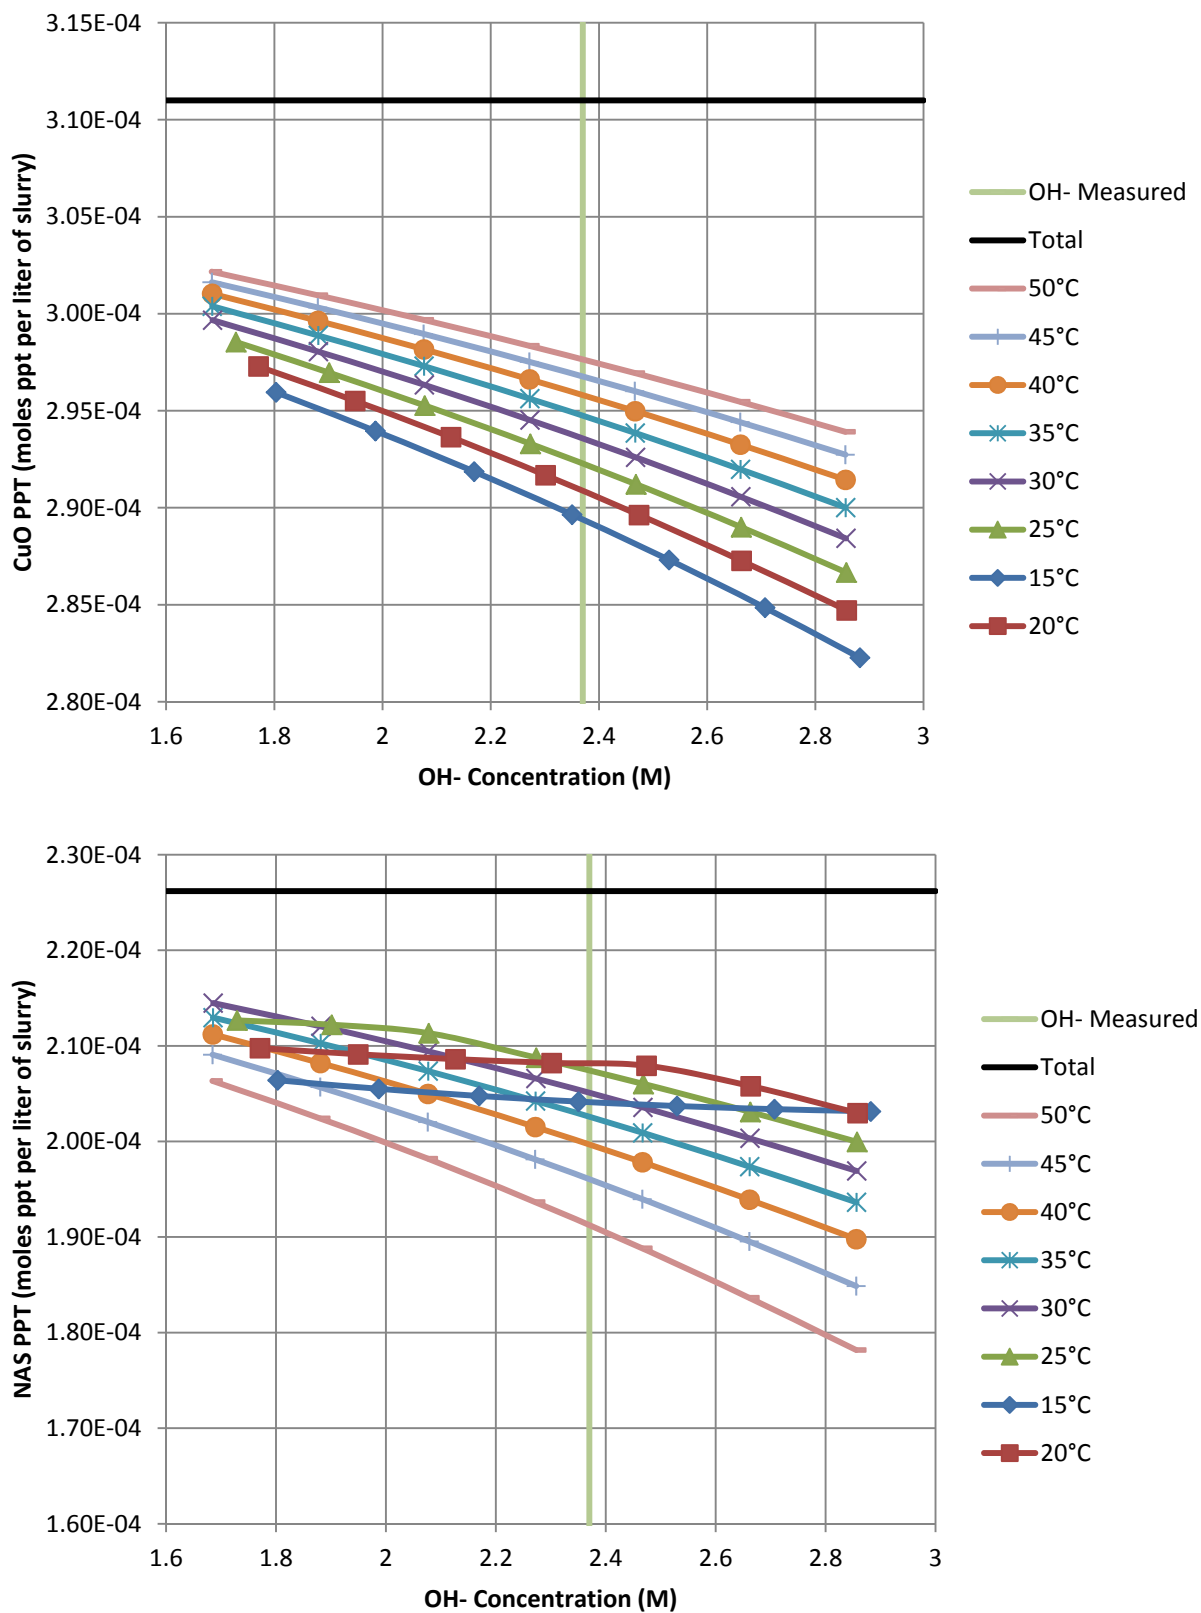 3.15E-04
3.10E-04
3.05E-04
3.00E-04
2.95E-04
2.90E-04
2.85E-04
2.80E-04
CuO PPT (moles ppt per liter of slurry)
1.6 1.8 2 2.2 2.4 2.6 2.8 3
OH- Concentration (M)
OH- Measured
Total
50°C
45°C
40°C
35°C
30°C
25°C
15°C
20°C
2.30E-04
2.20E-04
2.10E-04
2.00E-04
1.90E-04
1.80E-04
1.70E-04
1.60E-04
NAS PPT (moles ppt per liter of slurry)
1.6 1.8 2 2.2 2.4 2.6 2.8 3
OH- Concentration (M)
OH- Measured
Total
50°C
45°C
40°C
35°C
30°C
25°C
15°C
20°C